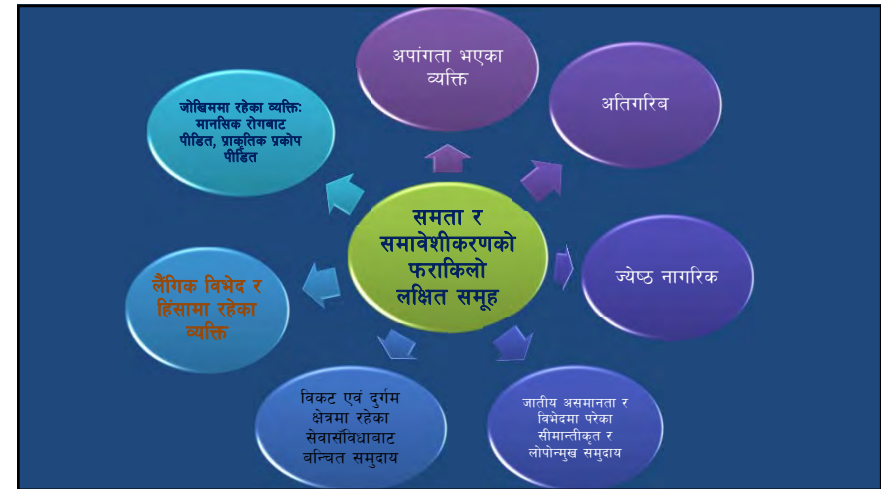 अपांगता भएका
व्यक्ति
अतिगरिब
जोखिममा रहेका व्यक्तिः
मानसिक रोगबाट
पीडित, प्राकृतिक प्रकोप
पीडित
समता र
समावेशीकरणको
फराकिलो
लक्षित समूह
ज्येष्ठ नागरिक
लैंगिक विभेद र
हिंसामा रहेका
व्यक्ति
विकट एवं दुर्गम
क्षेत्रमा रहेका
सेवासॅविधाबाट
बन्चित समुदाय
जातीय असमानता र
विभेदमा परेका
सीमान्तीकृत र
लोपोन्मुख समुदाय